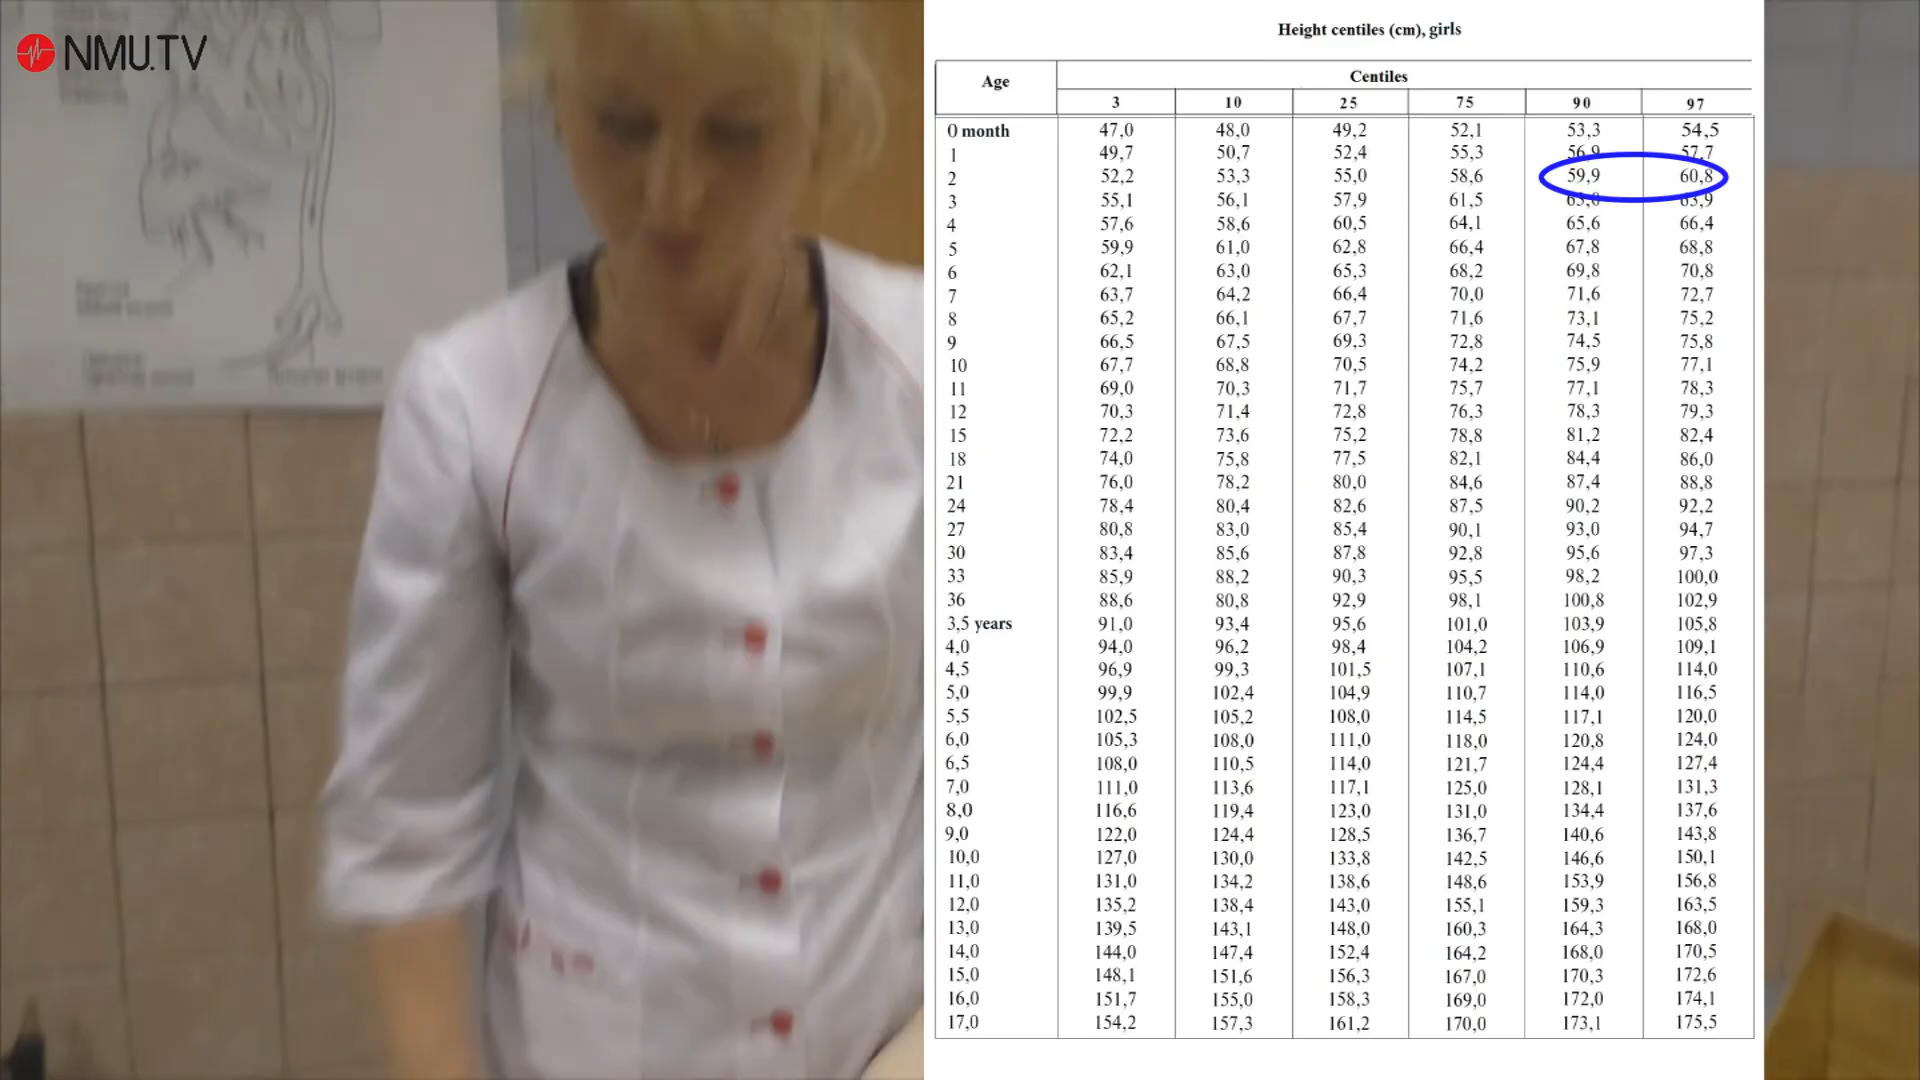 NMU.TV
Height centiles (cm), girls
Age Centiles
3 10 25 75 90 97
0 month 47,0 48,0 49,2 52,1 53,3 54,5
1 49,7 50,7 52,4 55,3 56,9 57,7
2 52,2 53,3 55,0 58,6 59,9 60,8
3 55,1 56,1 57,9 61,5 63,9
4 57,6 58,6 60,5 64,1 65,6 66,4
5 59,9 61,0 62,8 66,4 67,8 68,8
6 62,1 63,0 65,3 68,2 69,8 70,8
7 63,7 64,2 66,4 70,0 71,6 72,7
8 65,2 66,1 67,7 71,6 73,1 75,2
9 66,5 67,5 69,3 72,8 74,5 75,8
10 67,7 68,8 70,5 74,2 75,9 77,1
11 69,0 70,3 71,7 75,7 77,1 78,3
12 70,3 71,4 72,8 76,3 78,3 79,3
15 72,2 73,6 75,2 78,8 81,2 82,4
18 74,0 75,8 77,5 82,1 84,4 86,0
21 76,0 78,2 80,0 84,6 87,4 88,8
24 78,4 80,4 82,6 87,5 90,2 92,2
27 80,8 83,0 85,4 90,1 93,0 94,7
30 83,4 85,6 87,8 92,8 95,6 97,3
33 85,9 88,2 90,3 95,5 98,2 100,0
36 88,6 80,8 92,9 98,1 100,8 102,9
3,5 years 91,0 93,4 95,6 101,0 103,9 105,8
4,0 94,0 96,2 98,4 104,2 106,9 109,1
4,5 96,9 99,3 101,5 107,1 110,6 114,0
5,0 99,9 102,4 104,9 110,7 114,0 116,5
5,5 102,5 105,2 108,0 114,5 117,1 120,0
6,0 105,3 108,0 111,0 118,0 120,8 124,0
6,5 108,0 110,5 114,0 121,7 124,4 127,4
7,0 111,0 113,6 117,1 125,0 128,1 131,3
8,0 116,6 119,4 123,0 131,0 134,4 137,6
9,0 122,0 124,4 128,5 136,7 140,6 143,8
10,0 127,0 130,0 133,8 142,5 146,6 150,1
11,0 131,0 134,2 138,6 148,6 153,9 156,8
12,0 135,2 138,4 143,0 155,1 159,3 163,5
13,0 139,5 143,1 148,0 160,3 164,3 168,0
14,0 144,0 147,4 152,4 164,2 168,0 170,5
15,0 148,1 151,6 156,3 167,0 170,3 172,6
16,0 151,7 155,0 158,3 169,0 172,0 174,1
17,0 154,2 157,3 161,2 170,0 173,1 175,5